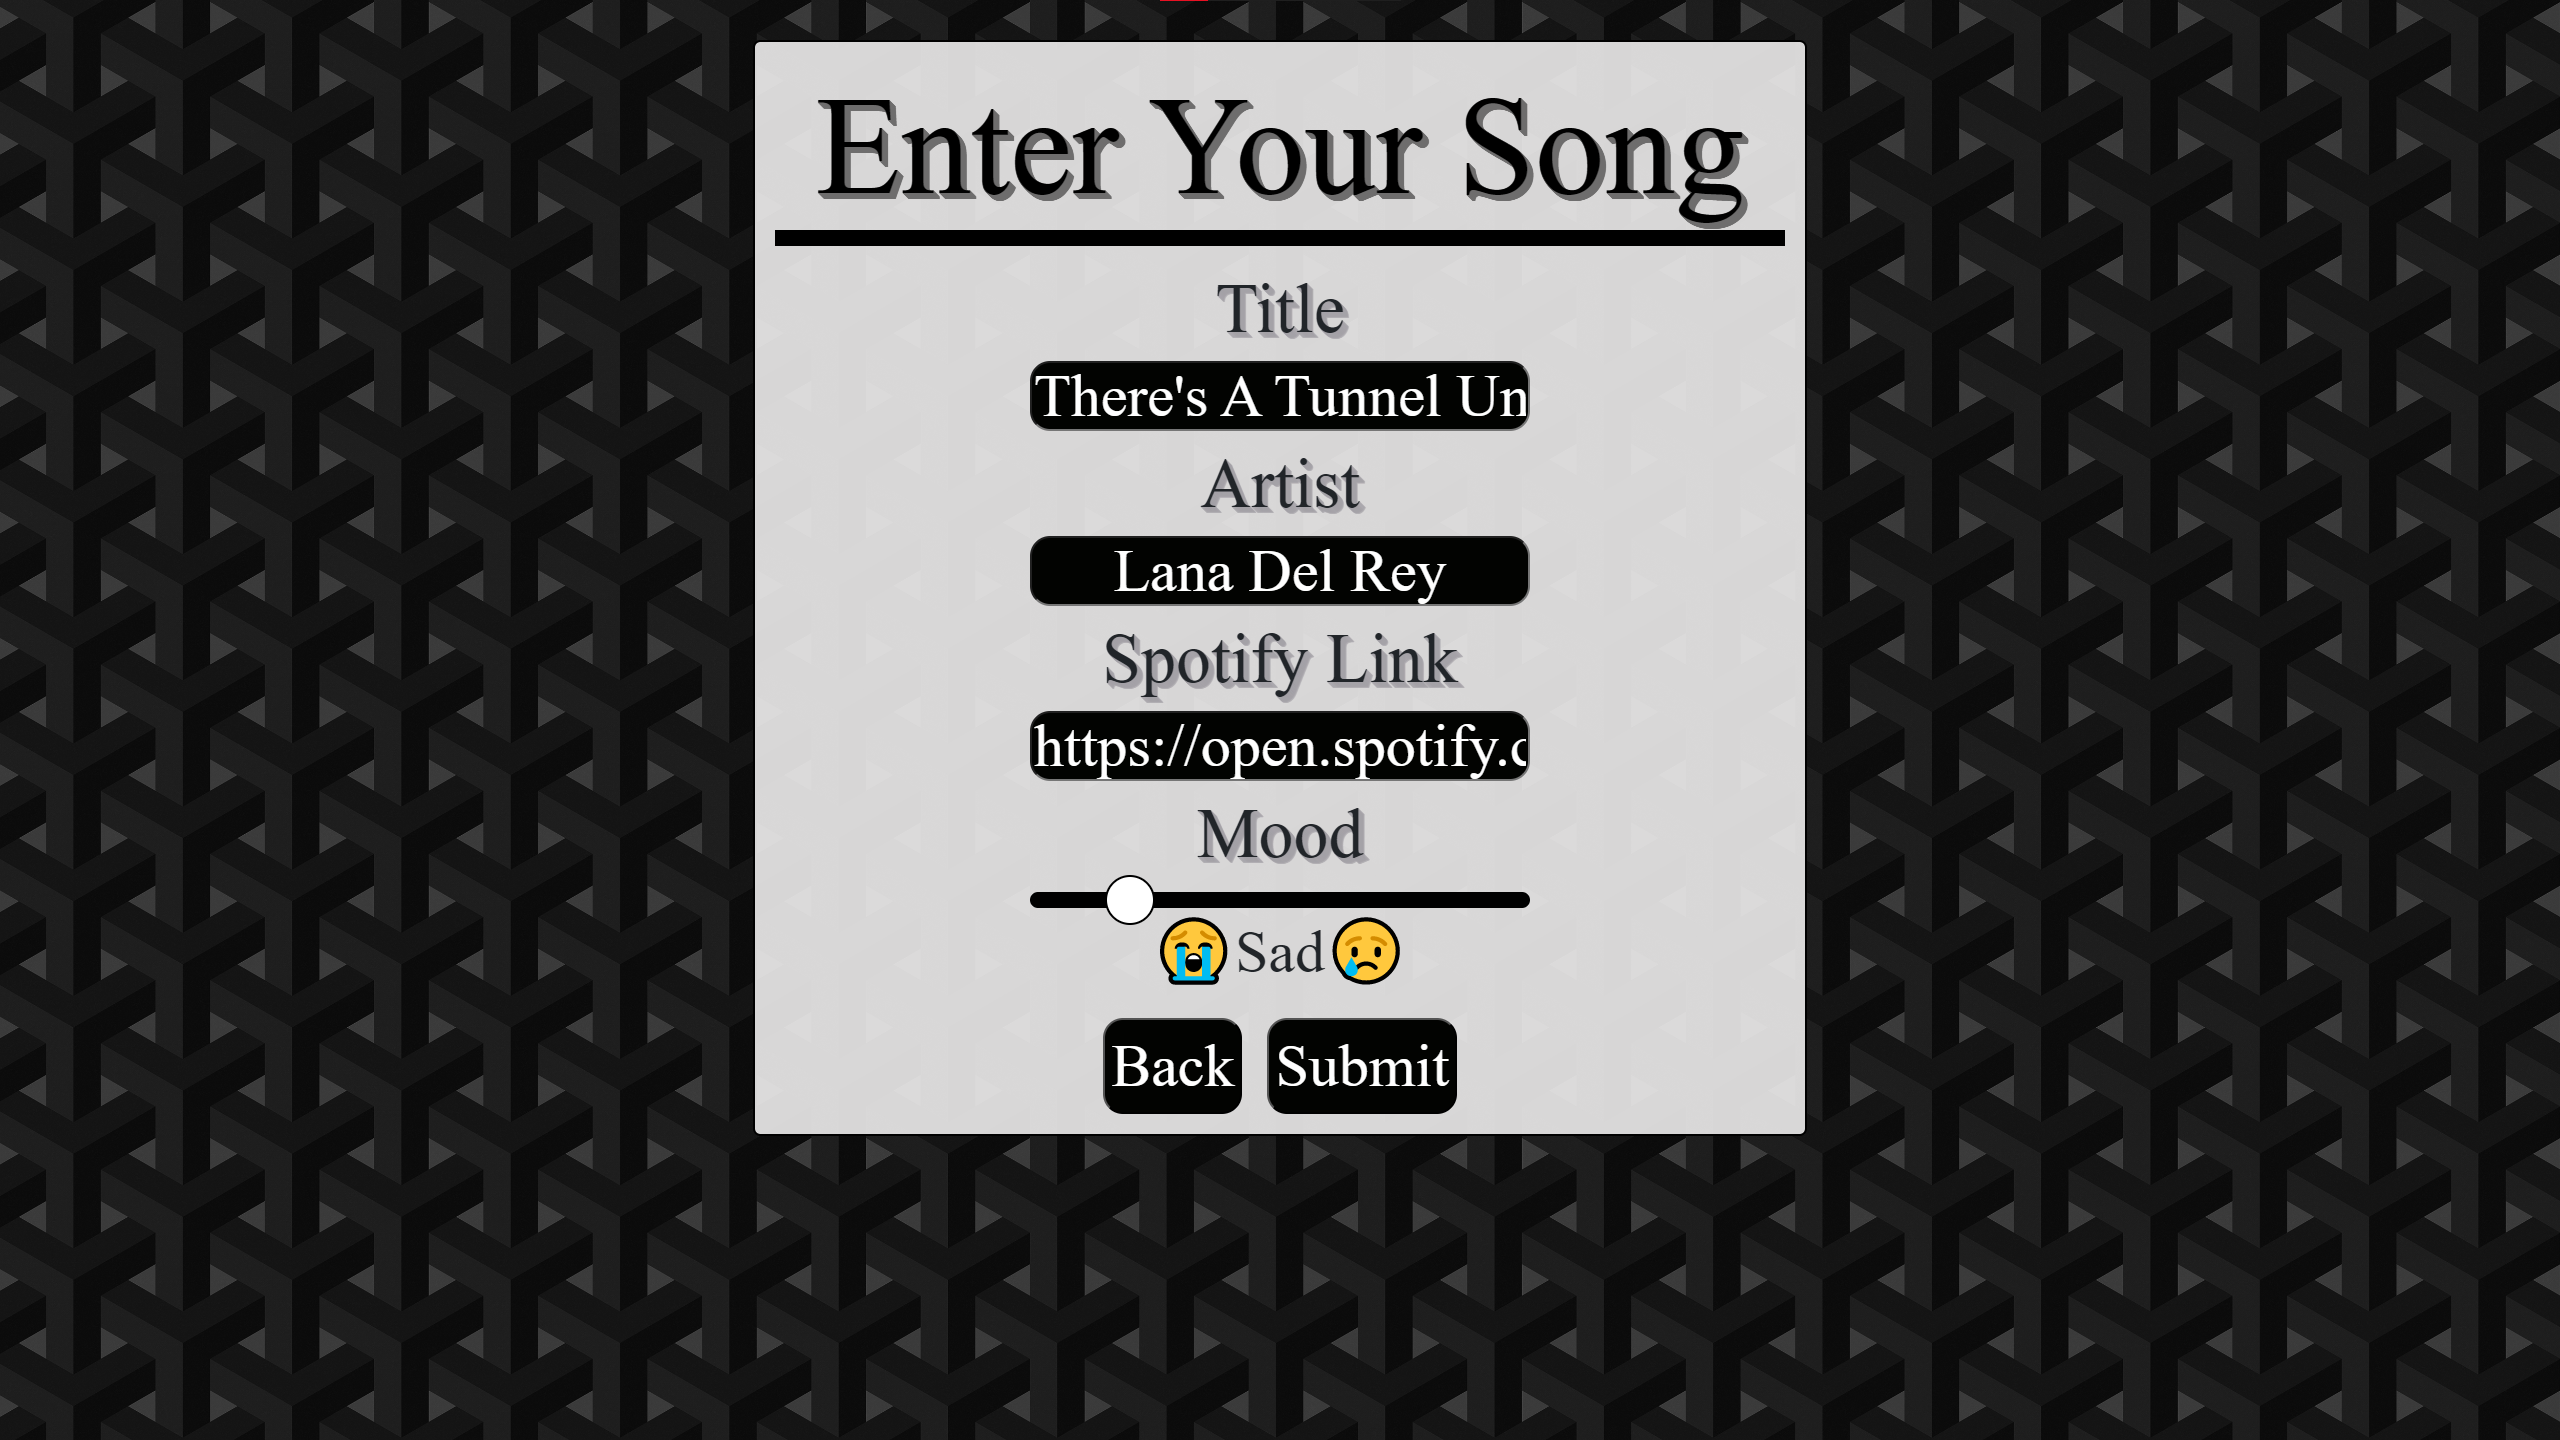 Enter Your Song
Title
There's A Tunnel Un
Artist
Lana Del Rey
Spotify Link
https://open.spotify.c
Mood
😭 Sad 😢
Back Submit